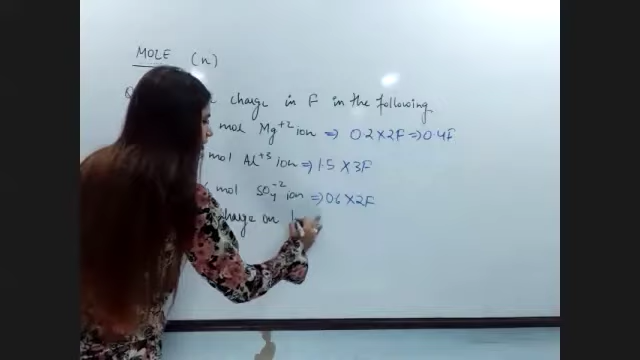 MOLE (n)
Q charge in F in the following
mol Mg+2 ion ⇒ 0.2 X 2F ⇒ 0.4F
mol Al+3 ion ⇒ 1.5 X 3F
mol SO4-2 ion ⇒ 0.6 X 2F
charge on 1